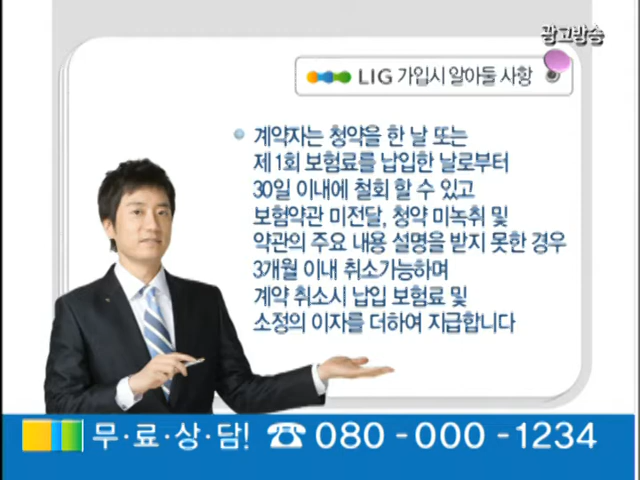 광고방송
LIG 가입시 알아둘 사항
계약자는 청약을 한 날 또는
제 1회 보험료를 납입한 날로부터
30일 이내에 철회 할 수 있고
보험약관 미전달, 청약 미녹취 및
약관의 주요 내용 설명을 받지 못한 경우
3개월 이내 취소가능하며
계약 취소시 납입 보험료 및
소정의 이자를 더하여 지급합니다
무·료·상·담! ☎ 080-000-1234